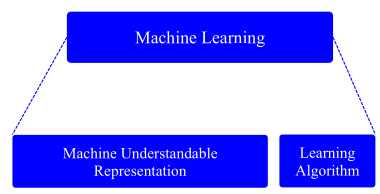 Machine Learning
Machine Understandable
Representation
Learning
Algorithm